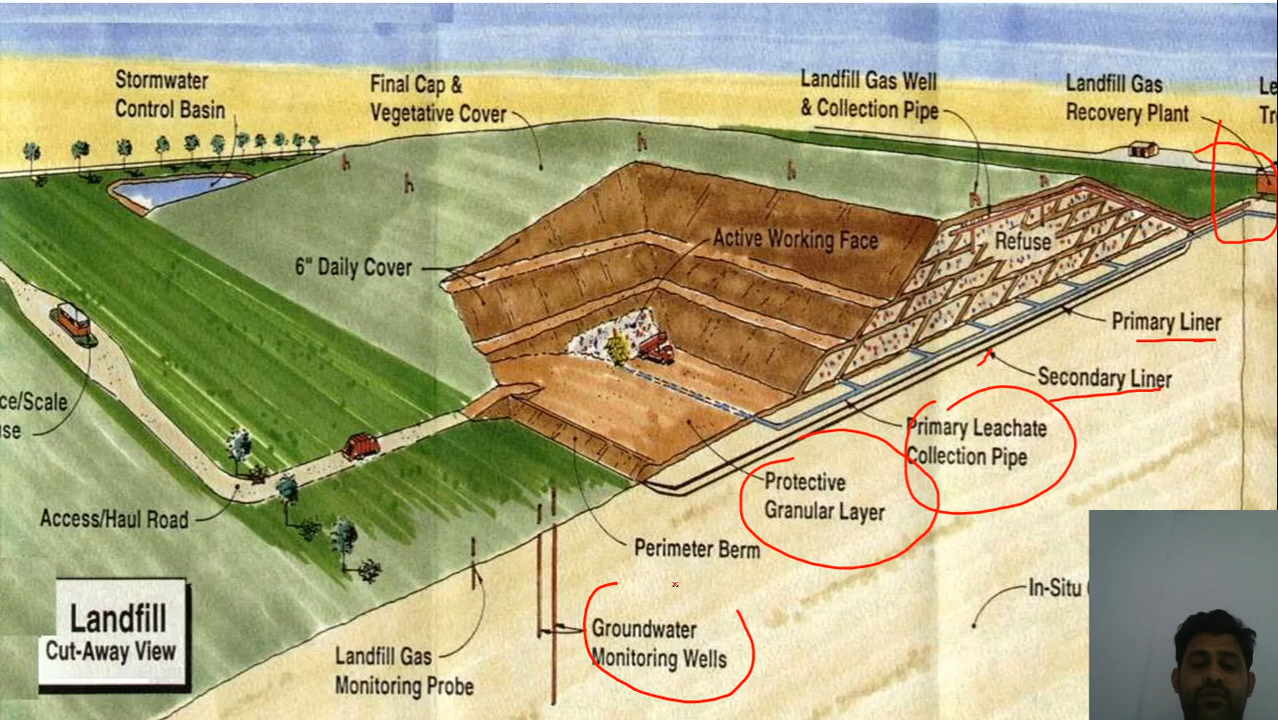 Stormwater
Control Basin
Final Cap &
Vegetative Cover
Landfill Gas Well
& Collection Pipe
Landfill Gas
Recovery Plant
Active Working Face
Refuse
6" Daily Cover
Primary Liner
Secondary Liner
Primary Leachate
Collection Pipe
Protective
Granular Layer
Access/Haul Road
Perimeter Berm
In-Situ
Landfill
Cut-Away View
Groundwater
Monitoring Wells
Landfill Gas
Monitoring Probe